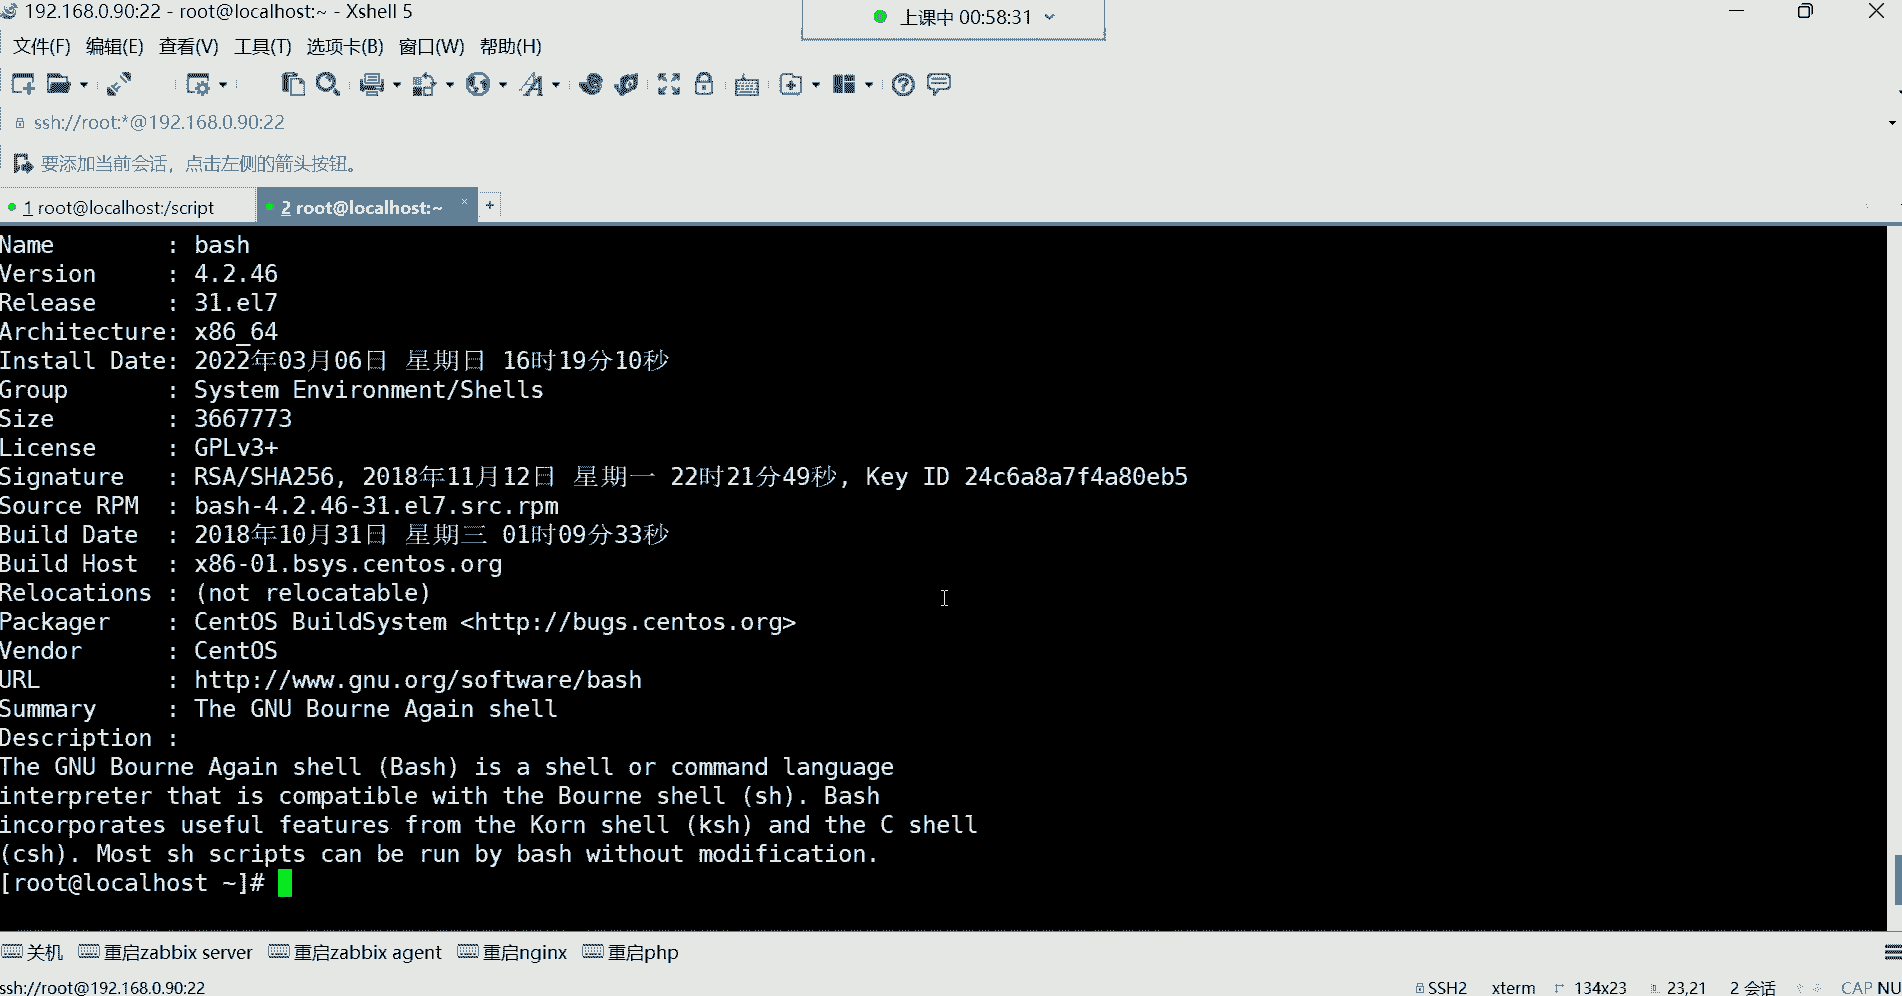 192.168.0.90:22 - root@localhost:~ - Xshell 5
上课中 00:58:31
文件(F) 编辑(E) 查看(V) 工具(T) 选项卡(B) 窗口(W) 帮助(H)
ssh://root:*@192.168.0.90:22
要添加当前会话，点击左侧的箭头按钮。
1 root@localhost:/script
2 root@localhost:~ × +
Name        : bash
Version     : 4.2.46
Release     : 31.el7
Architecture: x86_64
Install Date: 2022年03月06日 星期日 16时19分10秒
Group       : System Environment/Shells
Size        : 3667773
License     : GPLv3+
Signature   : RSA/SHA256, 2018年11月12日 星期一 22时21分49秒, Key ID 24c6a8a7f4a80eb5
Source RPM  : bash-4.2.46-31.el7.src.rpm
Build Date  : 2018年10月31日 星期三 01时09分33秒
Build Host  : x86-01.bsys.centos.org
Relocations : (not relocatable)
Packager    : CentOS BuildSystem <http://bugs.centos.org>
Vendor      : CentOS
URL         : http://www.gnu.org/software/bash
Summary     : The GNU Bourne Again shell
Description :
The GNU Bourne Again shell (Bash) is a shell or command language
interpreter that is compatible with the Bourne shell (sh). Bash
incorporates useful features from the Korn shell (ksh) and the C shell
(csh). Most sh scripts can be run by bash without modification.
[root@localhost ~]#
关机 重启zabbix server 重启zabbix agent 重启nginx 重启php
ssh://root@192.168.0.90:22 SSH2 xterm 134x23 23,21 2 会话 CAP NU